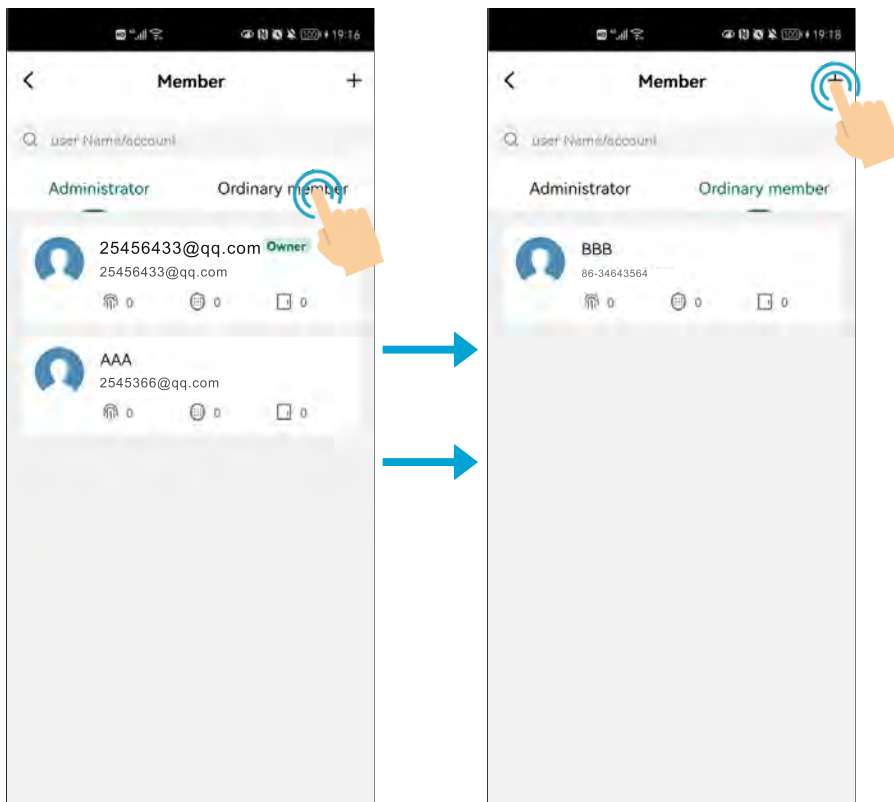 19:16
Member
user Name/account
Administrator Ordinary member
25456433@qq.com Owner
25456433@qq.com
0 0 0
AAA
2545366@qq.com
0 0 0
19:18
Member
user Name/account
Administrator Ordinary member
BBB
86-34643564
0 0 0